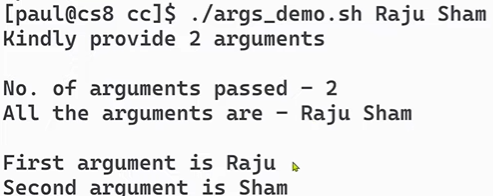 [paul@cs8 cc]$ ./args_demo.sh Raju Sham
Kindly provide 2 arguments

No. of arguments passed - 2
All the arguments are - Raju Sham

First argument is Raju
Second argument is Sham